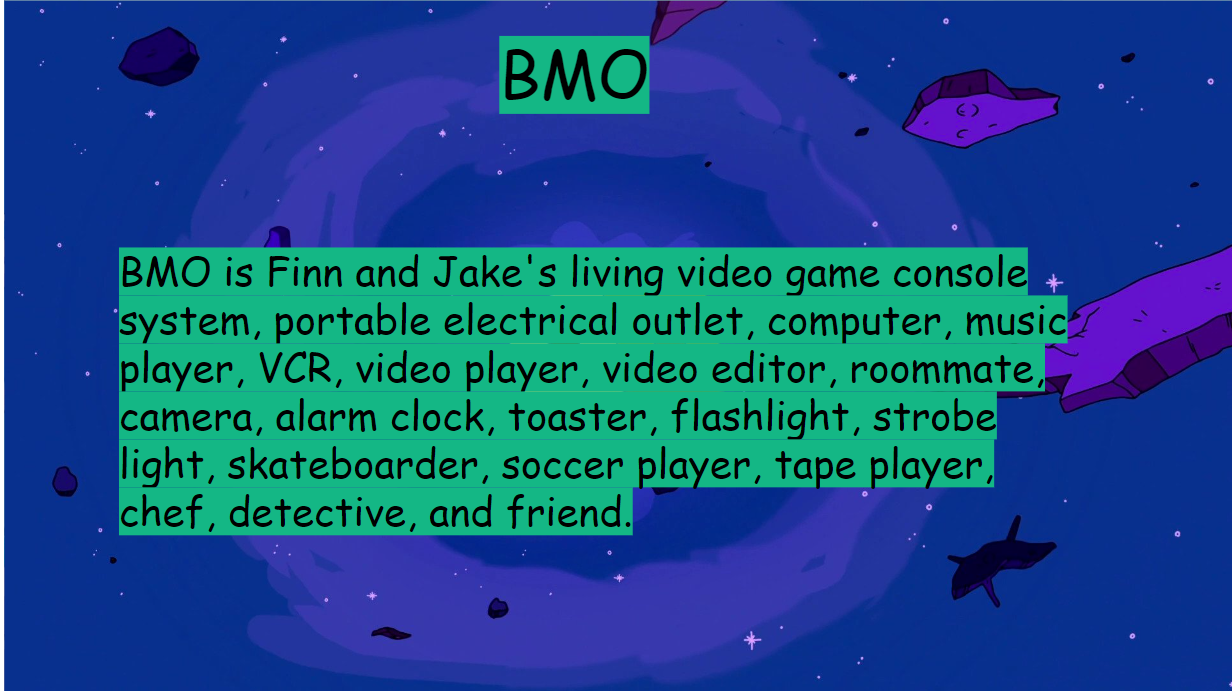 BMO
BMO is Finn and Jake's living video game console
system, portable electrical outlet, computer, music
player, VCR, video player, video editor, roommate,
camera, alarm clock, toaster, flashlight, strobe
light, skateboarder, soccer player, tape player,
chef, detective, and friend.